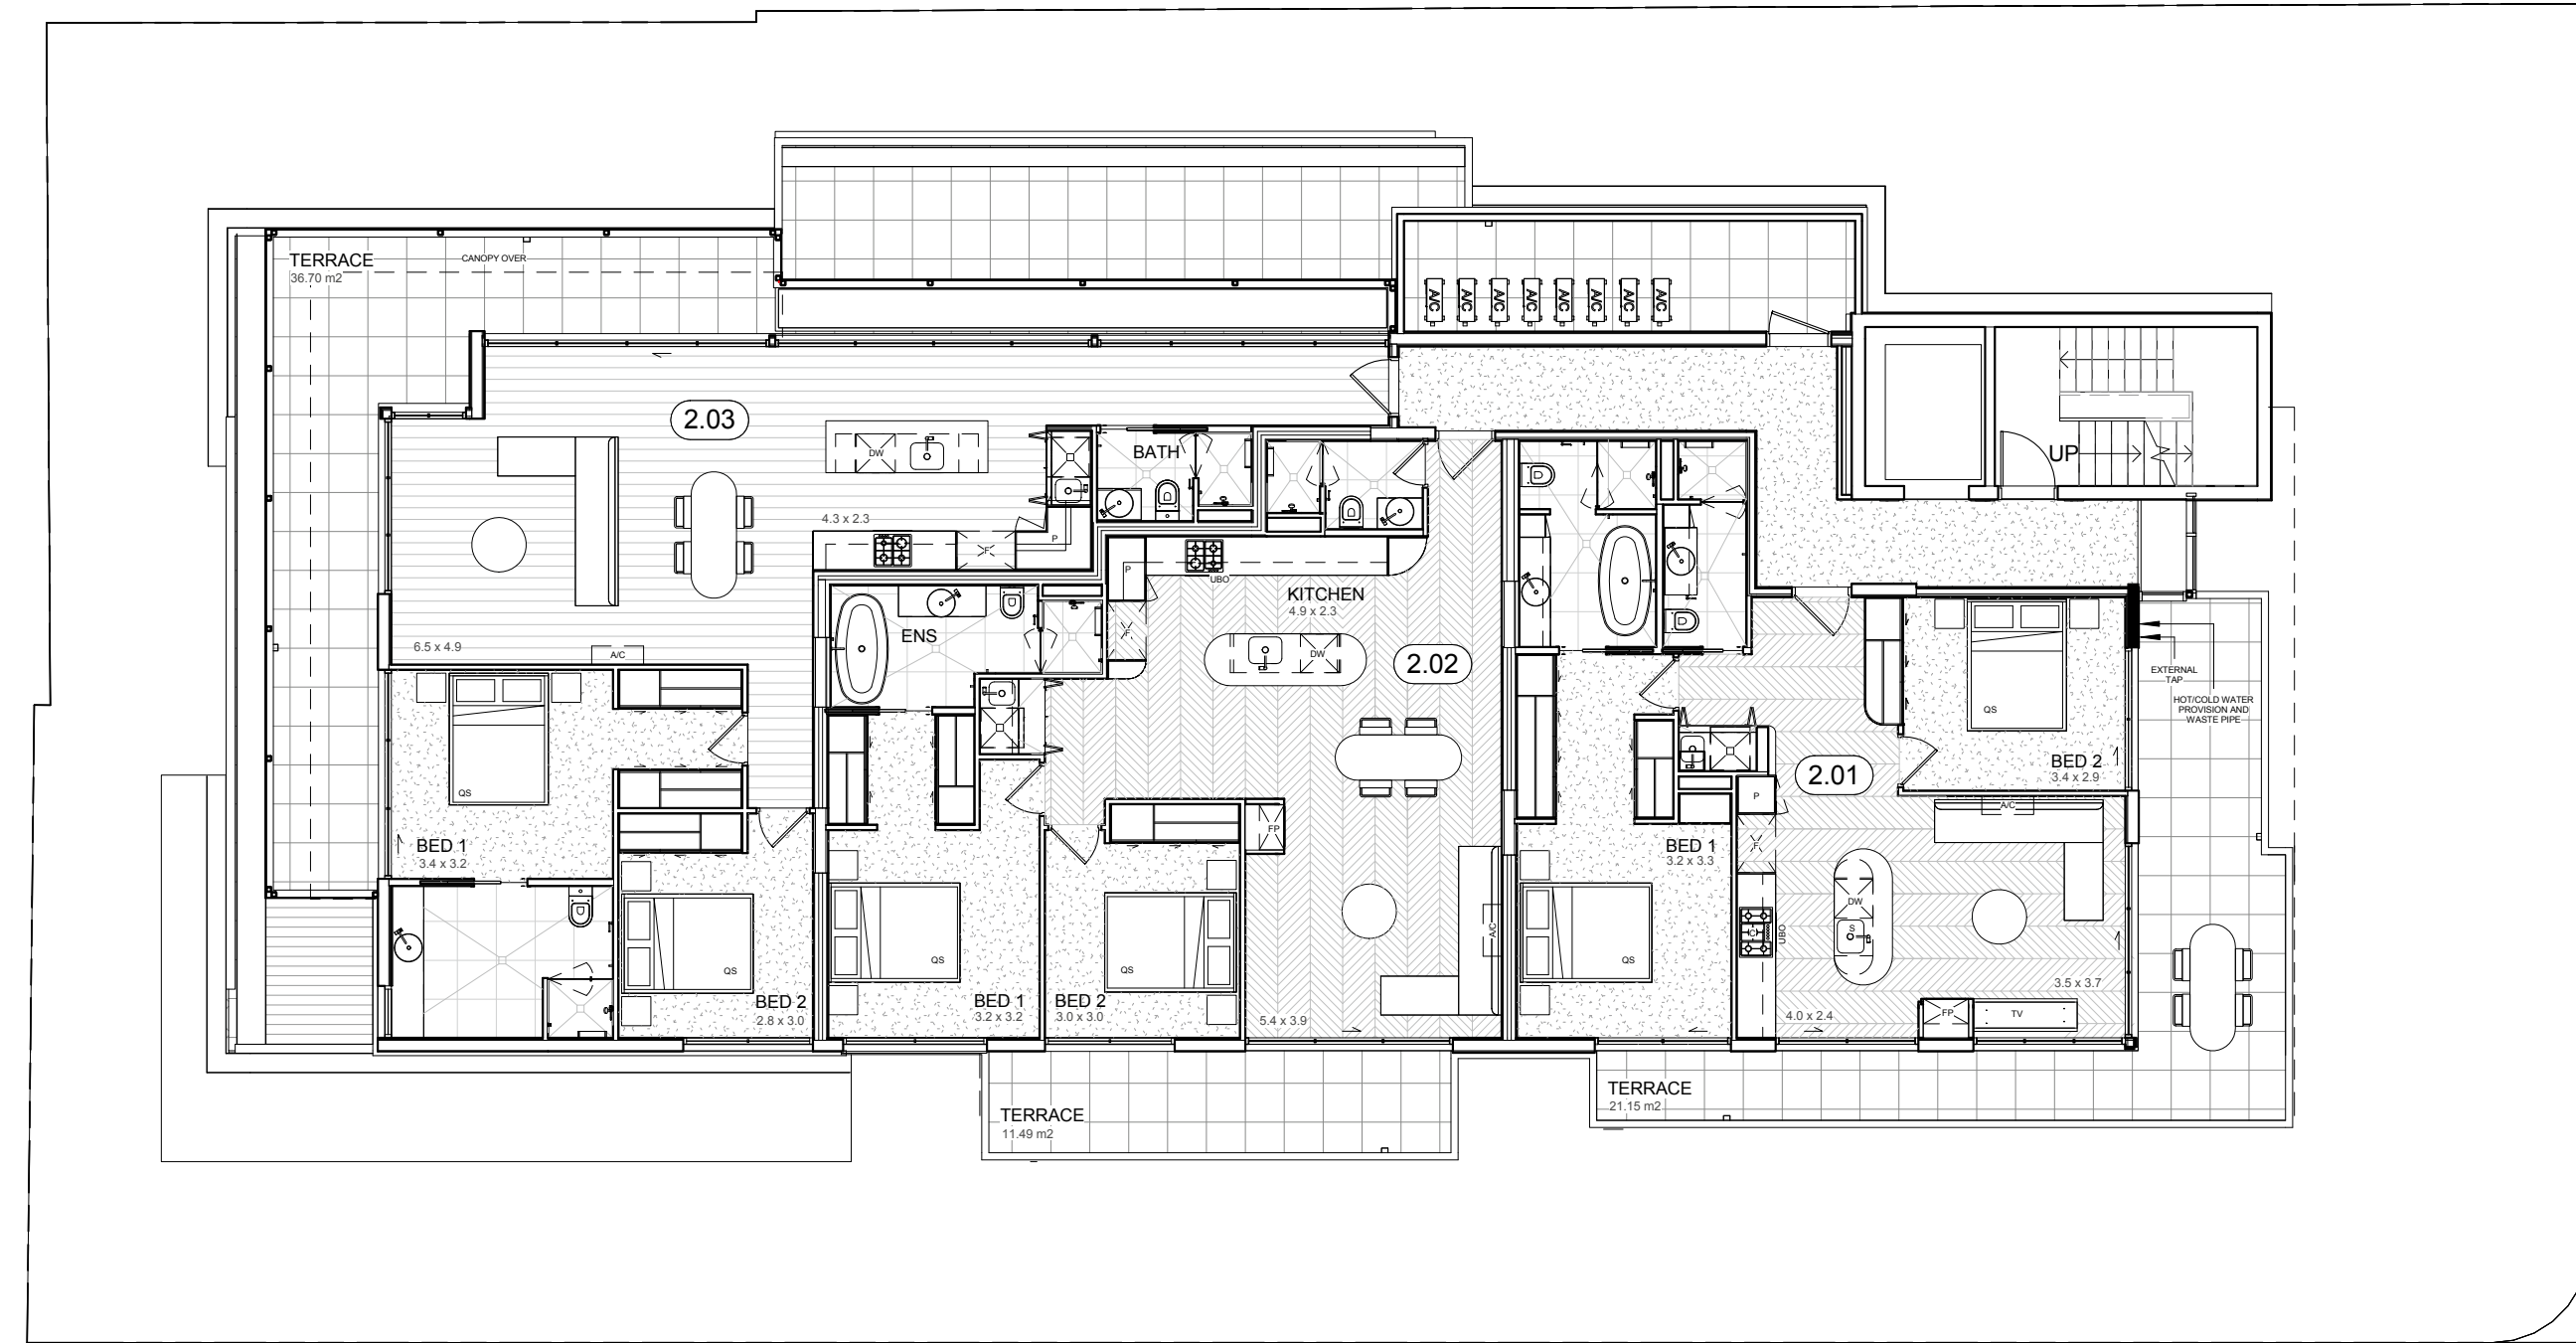 TERRACE
36.70 m2
CANOPY OVER
A/C
A/C
A/C
A/C
A/C
A/C
A/C
A/C
2.03
DW
BATH
UP
4.3 x 2.3
F
P
P
UBO
KITCHEN
4.9 x 2.3
F
ENS
6.5 x 4.9
A/C
DW
2.02
EXTERNAL
TAP
HOT/COLD WATER
PROVISION AND
WASTE PIPE
QS
BED 2
3.4 x 2.9
2.01
QS
BED 1
3.4 x 3.2
P
A/C
FP
BED 1
3.2 x 3.3
F
DW
S
C
UBO
A/C
QS
BED 2
2.8 x 3.0
QS
BED 1
3.2 x 3.2
QS
BED 2
3.0 x 3.0
5.4 x 3.9
QS
3.5 x 3.7
4.0 x 2.4
FP
TV
TERRACE
11.49 m2
TERRACE
21.15 m2